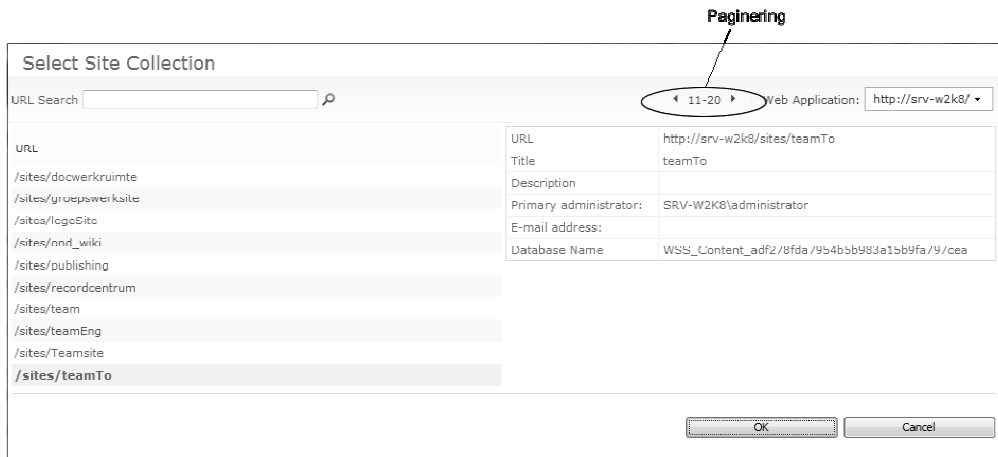 Paginering
Select Site Collection
URL Search
11-20
Web Application: http://srv-w2k8/
URL
/sites/docwerkruimte
/sites/groepswerksite
/sites/legeSite
/sites/ond_wiki
/sites/publishing
/sites/recordcentrum
/sites/team
/sites/teamEng
/sites/Teamsite
/sites/teamTo
URL http://srv-w2k8/sites/teamTo
Title teamTo
Description
Primary administrator: SRV-W2K8\administrator
E-mail address:
Database Name WSS_Content_adf278fda7954b5b983a15b9fa797cea
OK Cancel